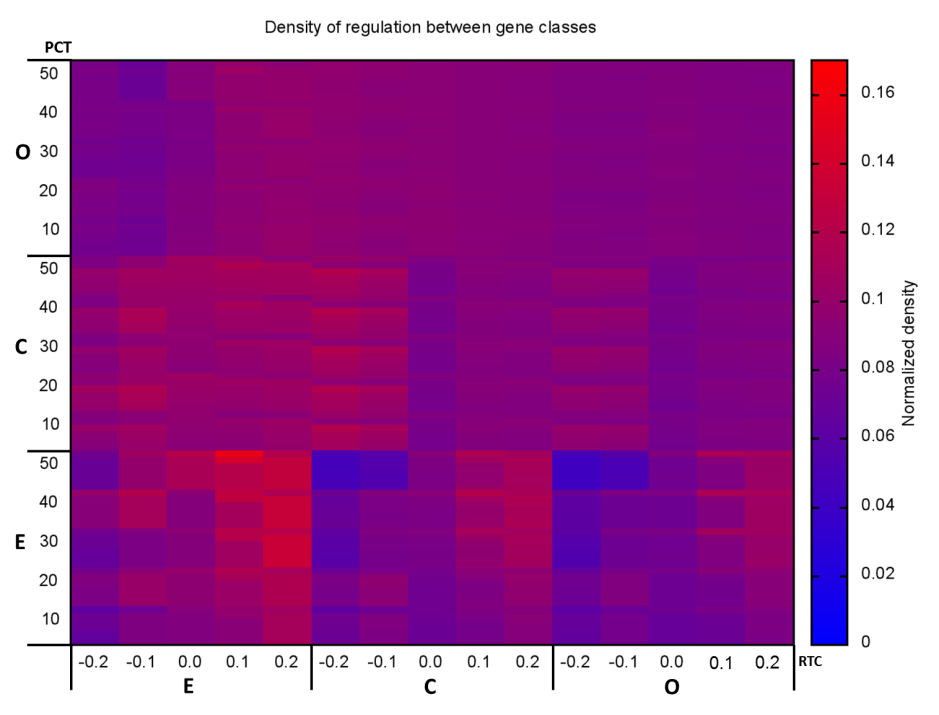 Density of regulation between gene classes
PCT
50
40
O 30
20
10
50
40
C 30
20
10
50
40
E 30
20
10
-0.2 -0.1 0.0 0.1 0.2 -0.2 -0.1 0.0 0.1 0.2 -0.2 -0.1 0.0 0.1 0.2 RTC
E C O
0.16
0.14
0.12
0.1
0.08
0.06
0.04
0.02
0
Normalized density